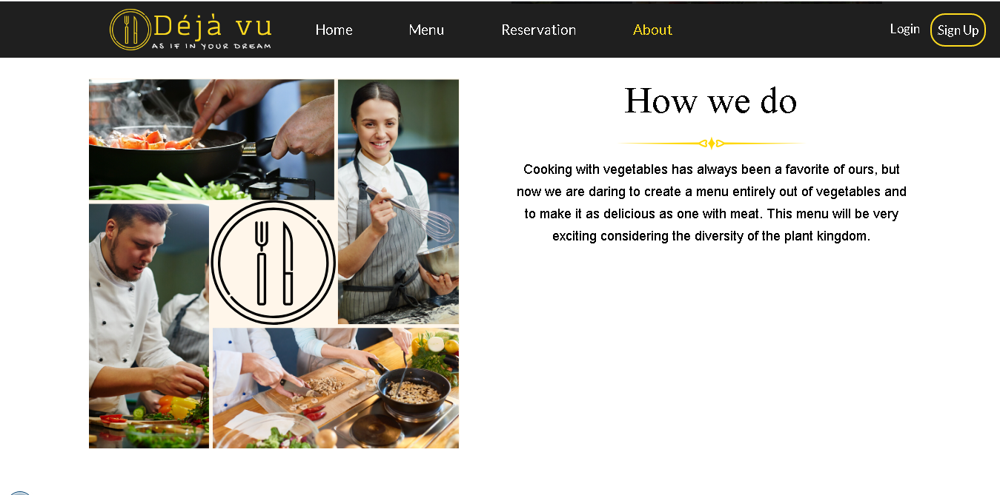 Déjà vu
AS IF IN YOUR DREAM
Home
Menu
Reservation
About
Login
Sign Up
How we do
Cooking with vegetables has always been a favorite of ours, but
now we are daring to create a menu entirely out of vegetables and
to make it as delicious as one with meat. This menu will be very
exciting considering the diversity of the plant kingdom.